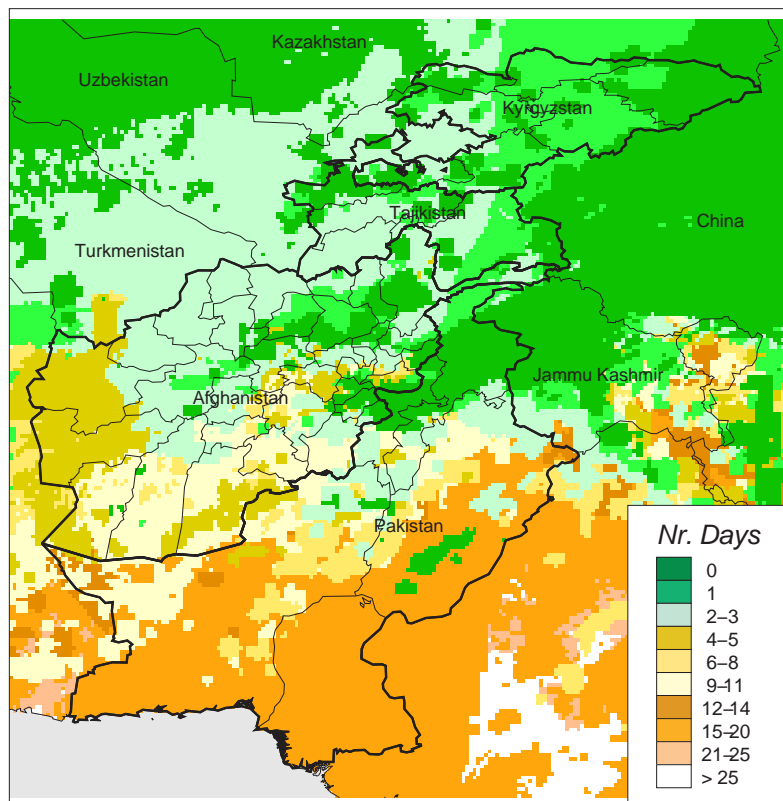 Kazakhstan
Uzbekistan
Kyrgyzstan
Tajikistan
China
Turkmenistan
Jammu Kashmir
Afghanistan
Pakistan
Nr. Days
0
1
2–3
4–5
6–8
9–11
12–14
15–20
21–25
> 25